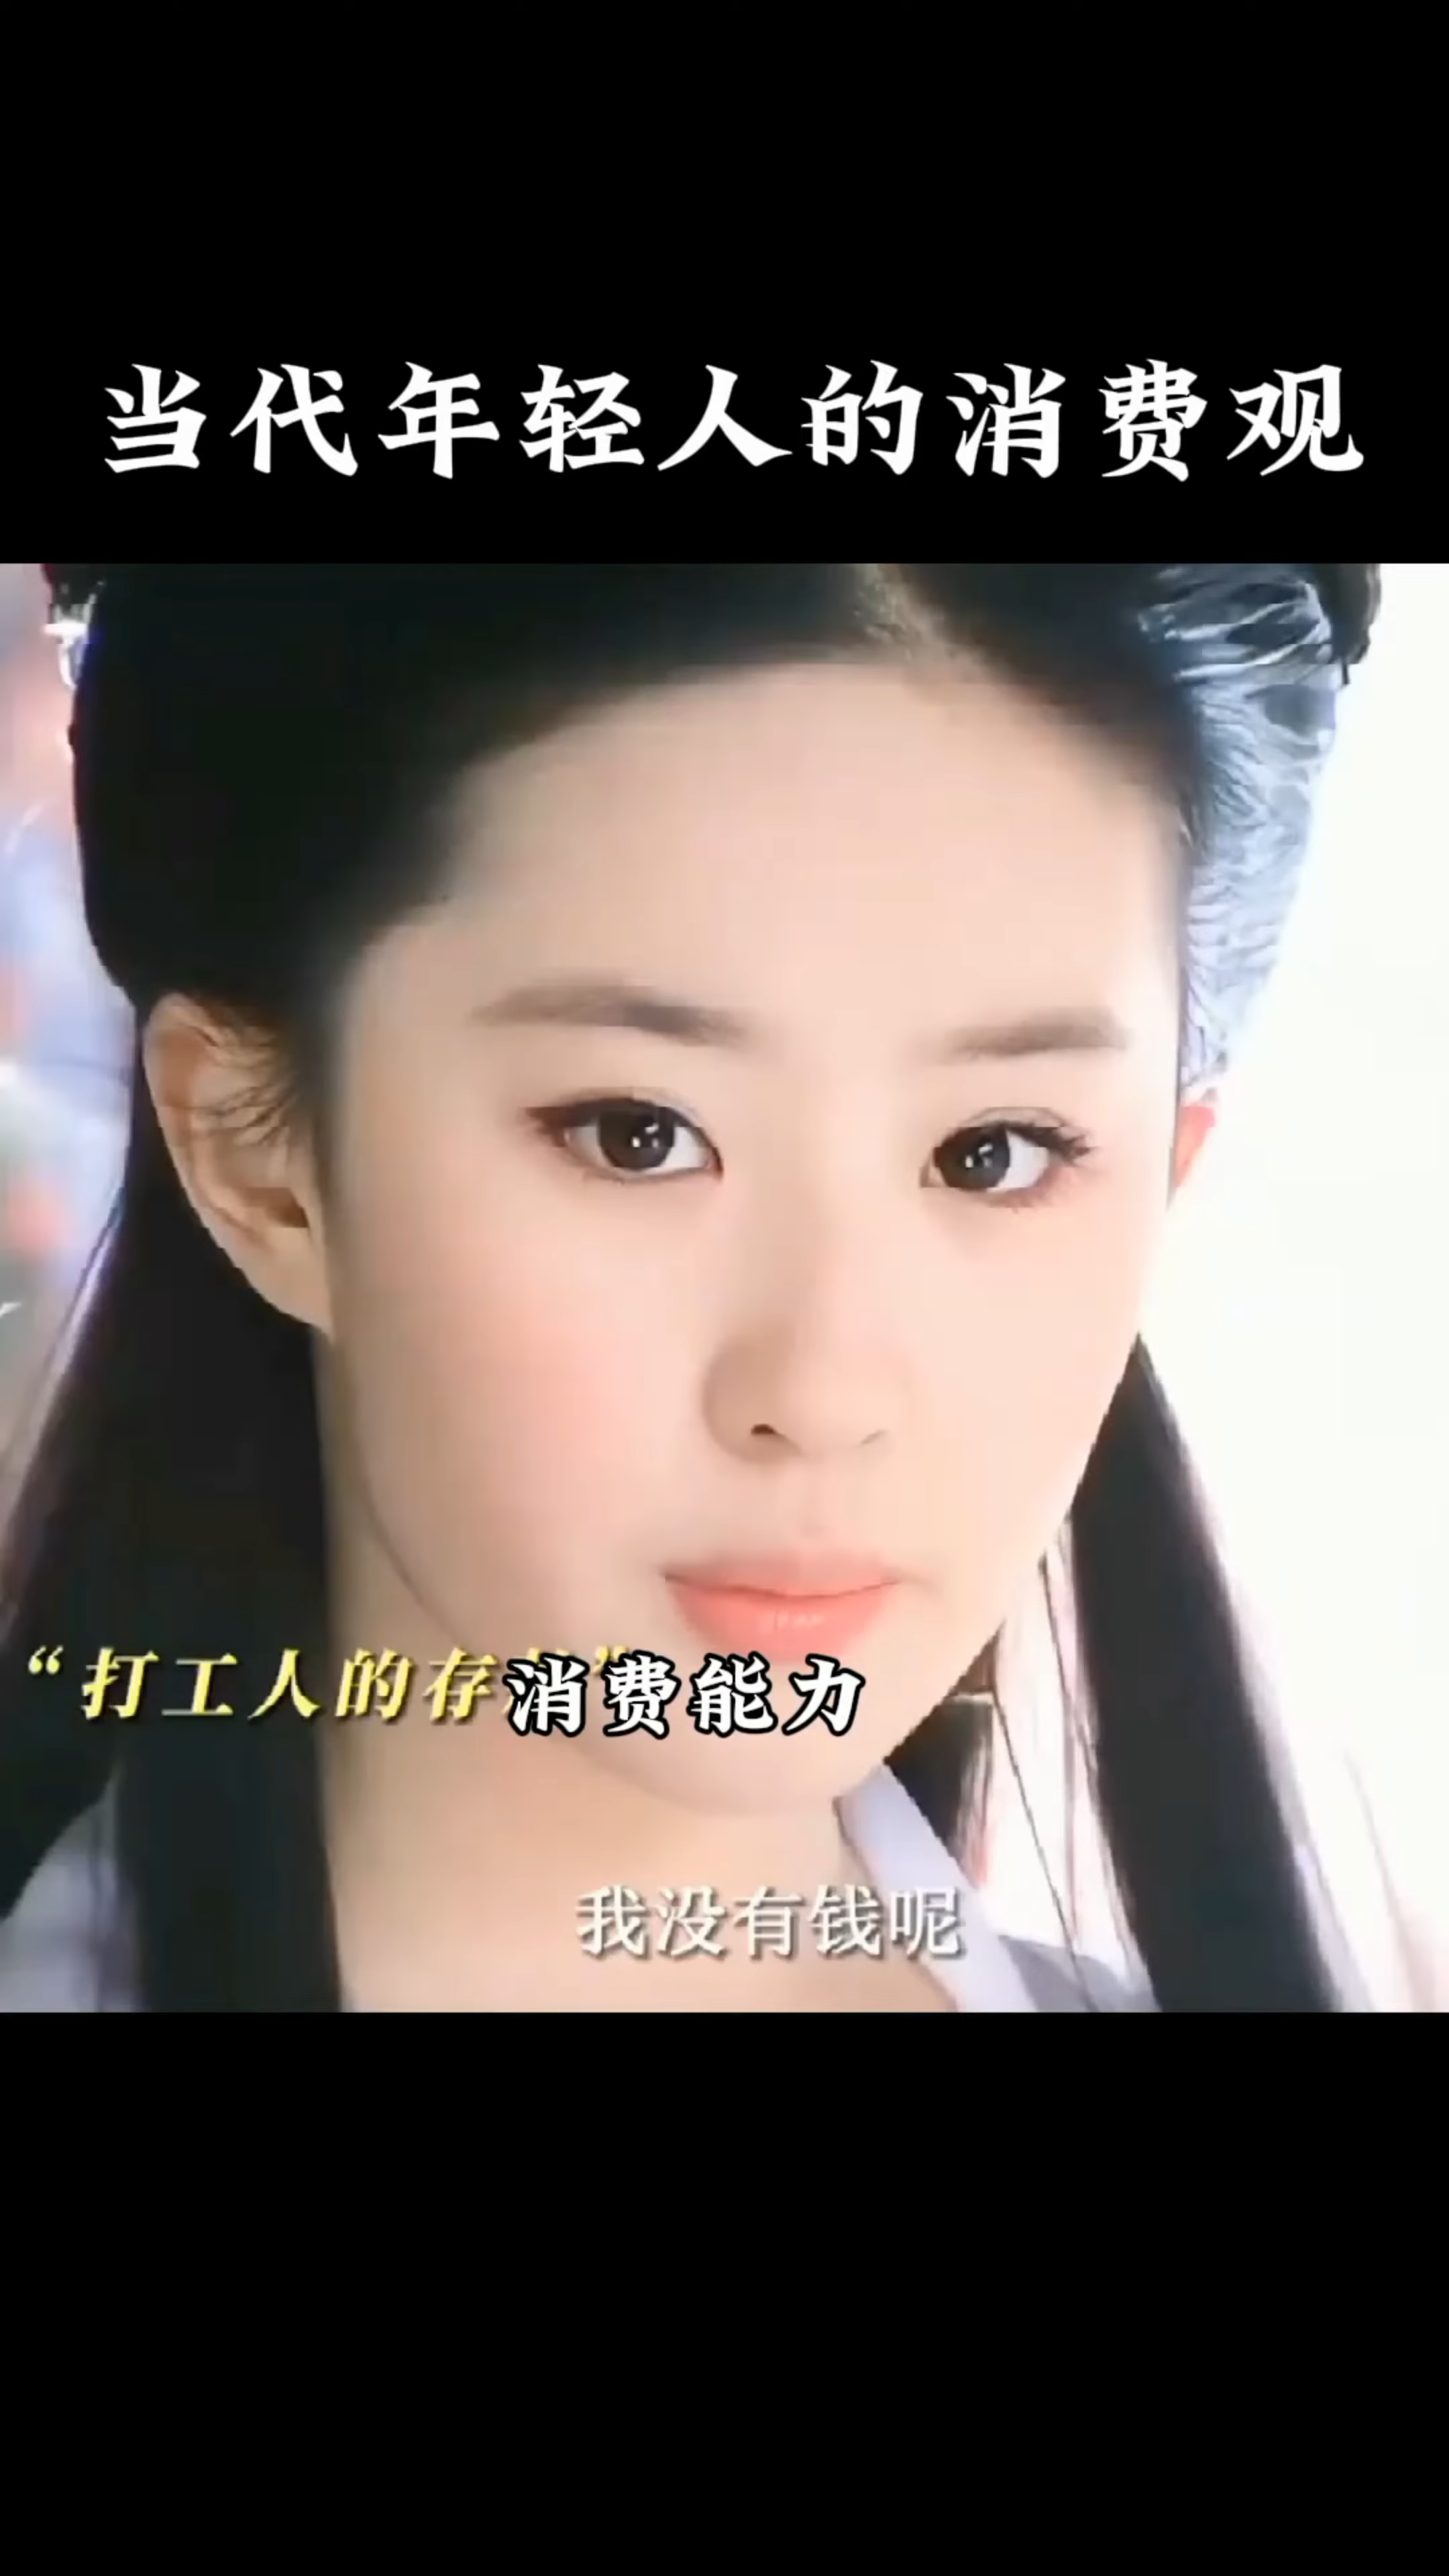 当代年轻人的消费观
“打工人的存
消费能力
我没有钱呢